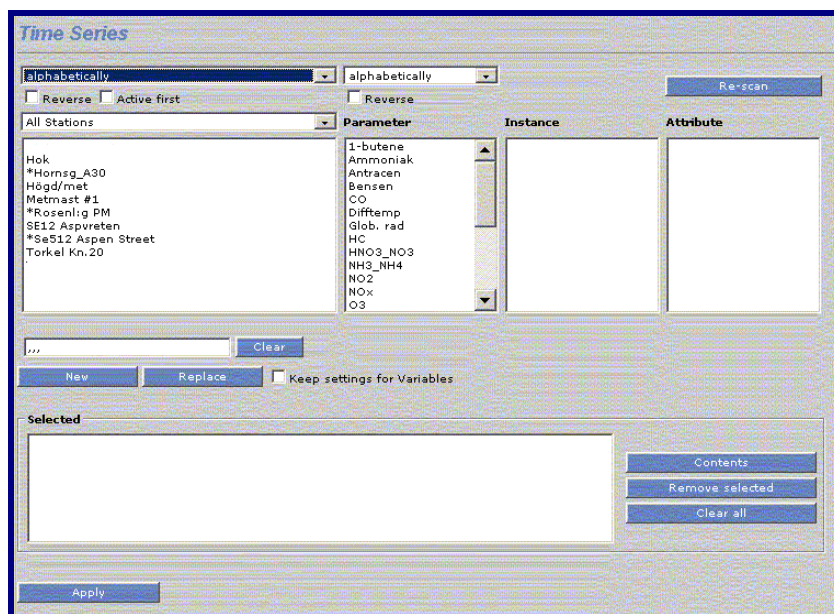 Time Series
alphabetically
alphabetically
Re-scan
Reverse
Active first
Reverse
All Stations
Parameter
Instance
Attribute
Hok
*Hornsg_A30
Högd/met
Metmast #1
*Rosenl:g PM
SE12 Aspvreten
*Se512 Aspen Street
Torkel Kn.20
1-butene
Ammoniak
Antracen
Bensen
CO
Difftemp
Glob. rad
HC
HNO3_NO3
NH3_NH4
NO2
NOx
O3
,,,
Clear
New
Replace
Keep settings for Variables
Selected
Contents
Remove selected
Clear all
Apply